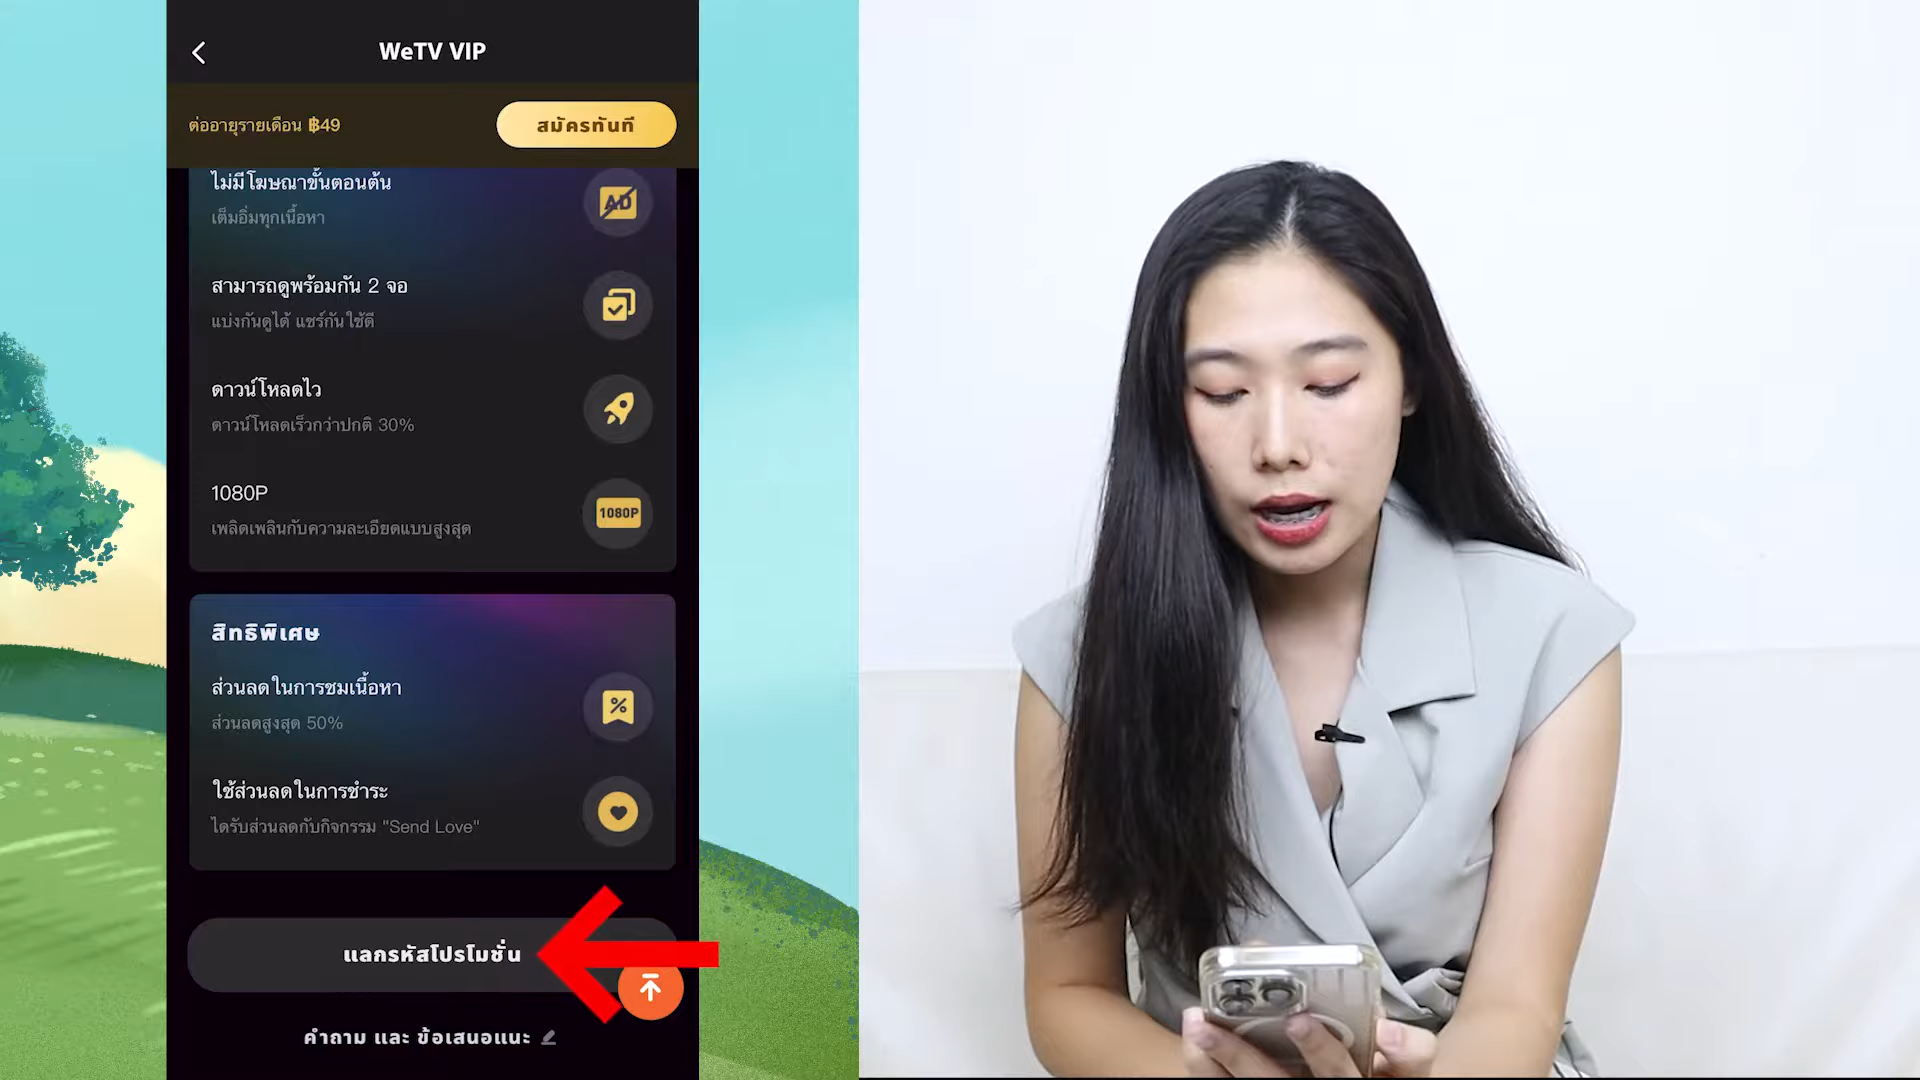 WeTV VIP
ต่ออายุรายเดือน ฿49
สมัครทันที
ไม่มีโฆษณาขั้นตอนต้น
AD
เต็มอิ่มทุกเนื้อหา
สามารถดูพร้อมกัน 2 จอ
แบ่งกันดูได้ แชร์กันใช้ดี
ดาวน์โหลดไว
ดาวน์โหลดเร็วกว่าปกติ 30%
1080P
1080P
เพลิดเพลินกับความละเอียดแบบสูงสุด
สิทธิพิเศษ
ส่วนลดในการชมเนื้อหา
%
ส่วนลดสูงสุด 50%
ใช้ส่วนลดในการชำระ
ได้รับส่วนลดกับกิจกรรม "Send Love"
แลกรหัสโปรโมชั่น
คำถาม และ ข้อเสนอแนะ